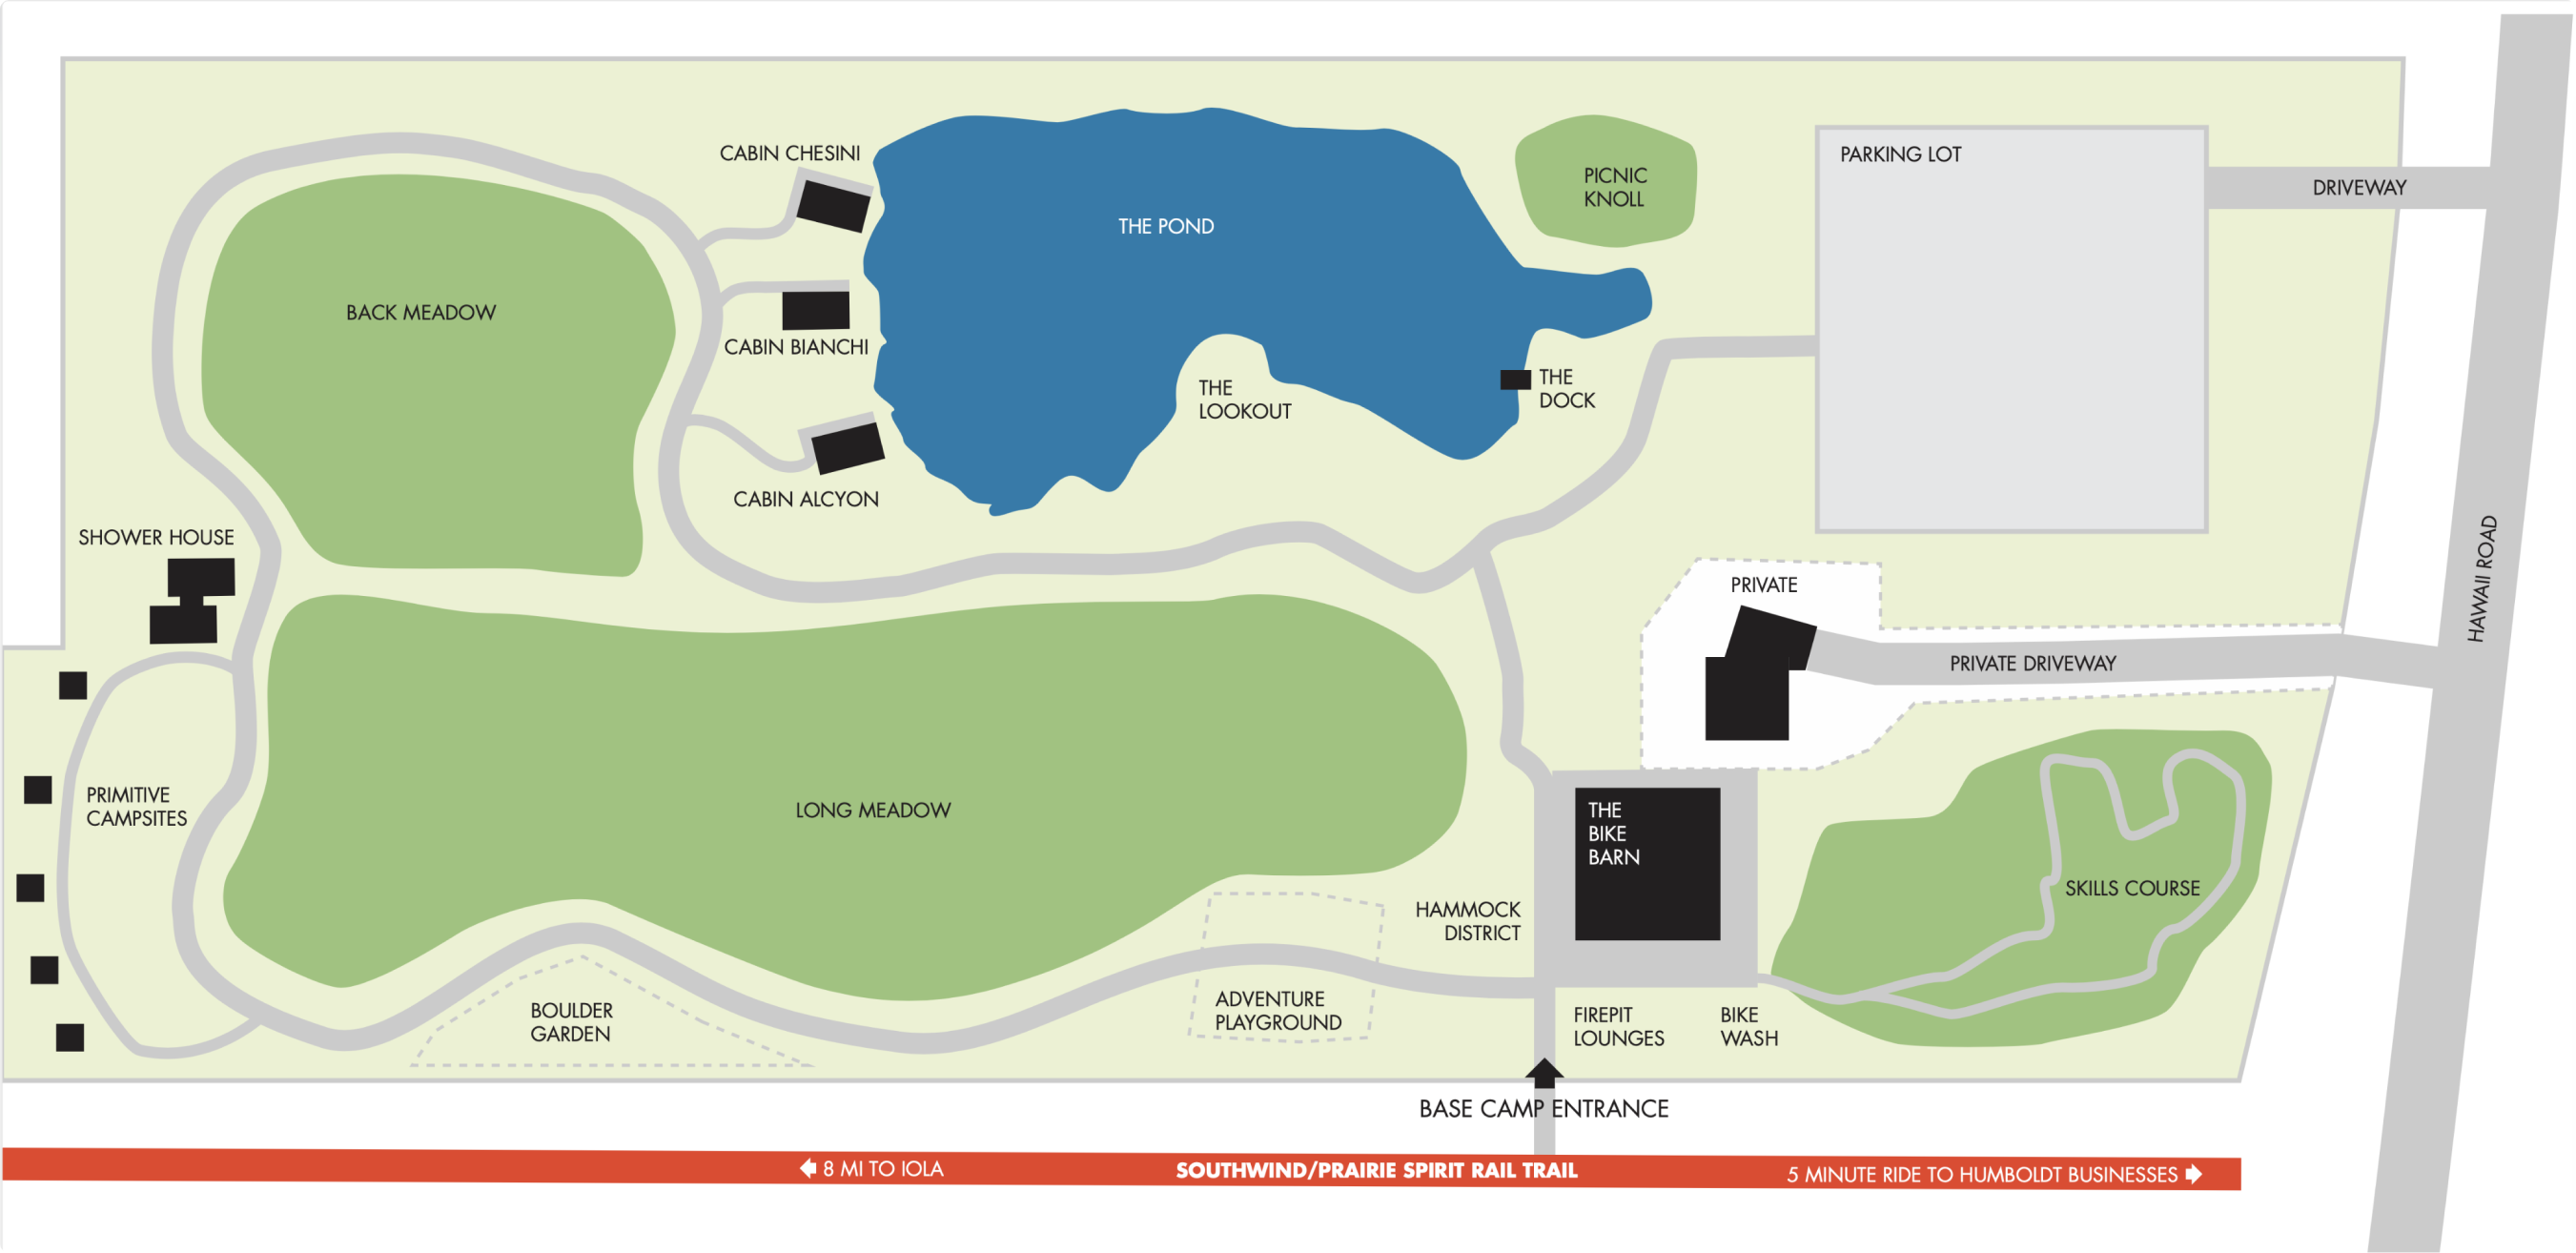 CABIN CHESINI
PARKING LOT
PICNIC
KNOLL
DRIVEWAY
THE POND
BACK MEADOW
CABIN BIANCHI
THE
LOOKOUT
THE
DOCK
CABIN ALCYON
SHOWER HOUSE
HAWAII ROAD
PRIVATE
PRIVATE DRIVEWAY
PRIMITIVE
CAMPSITES
LONG MEADOW
THE
BIKE
BARN
SKILLS COURSE
HAMMOCK
DISTRICT
BOULDER
GARDEN
ADVENTURE
PLAYGROUND
FIREPIT
LOUNGES
BIKE
WASH
BASE CAMP ENTRANCE
8 MI TO IOLA
SOUTHWIND/PRAIRIE SPIRIT RAIL TRAIL
5 MINUTE RIDE TO HUMBOLDT BUSINESSES